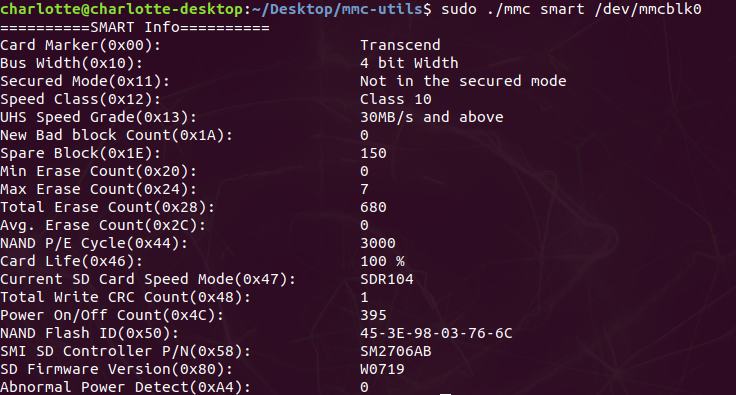 charlotte@charlotte-desktop:~/Desktop/mmc-utils$ sudo ./mmc smart /dev/mmcblk0
==========SMART Info==========
Card Marker(0x00): Transcend
Bus Width(0x10): 4 bit Width
Secured Mode(0x11): Not in the secured mode
Speed Class(0x12): Class 10
UHS Speed Grade(0x13): 30MB/s and above
New Bad block Count(0x1A): 0
Spare Block(0x1E): 150
Min Erase Count(0x20): 0
Max Erase Count(0x24): 7
Total Erase Count(0x28): 680
Avg. Erase Count(0x2C): 0
NAND P/E Cycle(0x44): 3000
Card Life(0x46): 100 %
Current SD Card Speed Mode(0x47): SDR104
Total Write CRC Count(0x48): 1
Power On/Off Count(0x4C): 395
NAND Flash ID(0x50): 45-3E-98-03-76-6C
SMI SD Controller P/N(0x58): SM2706AB
SD Firmware Version(0x80): W0719
Abnormal Power Detect(0xA4): 0